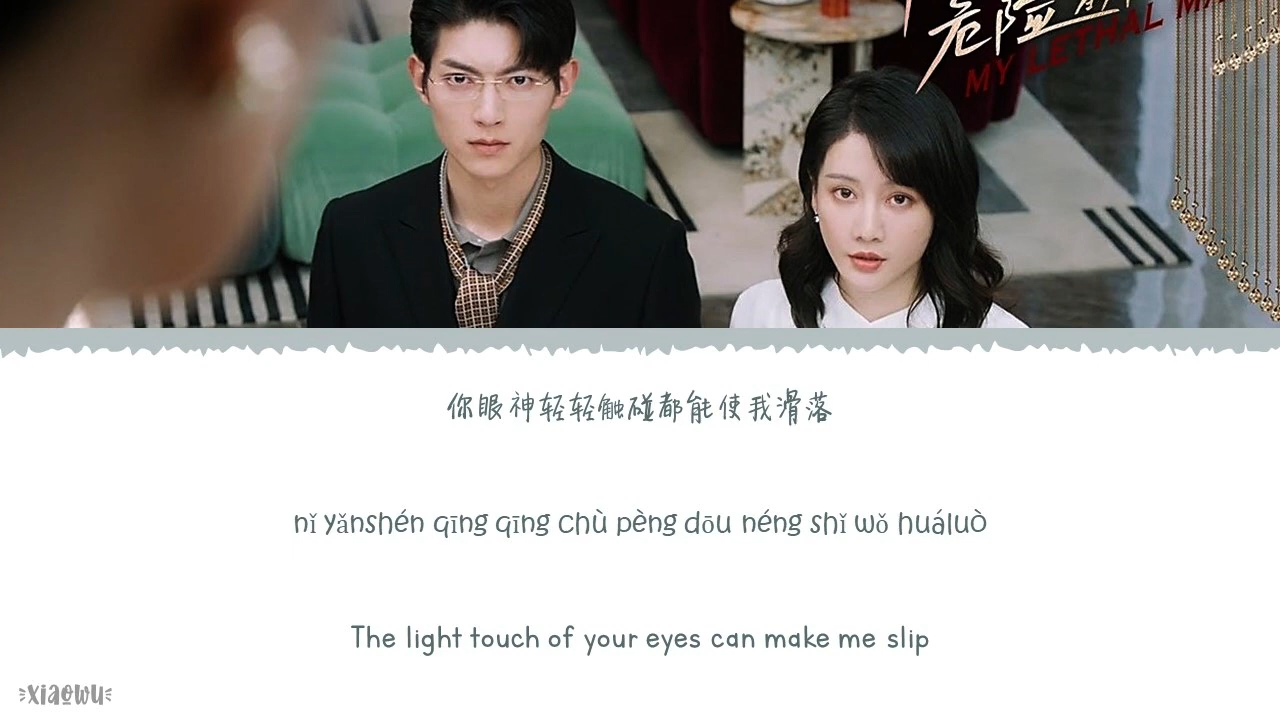 危险
MY LETHAL MA
你眼神轻轻触碰都能使我滑落
nǐ yǎnshén qīng qīng chù pèng dōu néng shǐ wǒ huáluò
The light touch of your eyes can make me slip
xiaowu